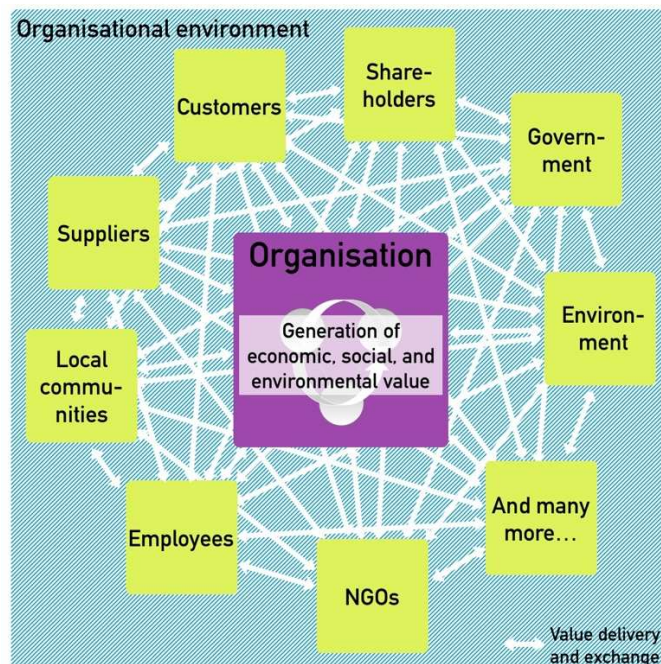 Organisational environment
Share-
holders
Customers
Govern-
ment
Suppliers
Organisation
Generation of
economic, social, and
environmental value
Environ-
ment
Local
commu-
nities
And many
more...
Employees
NGOs
Value delivery
and exchange